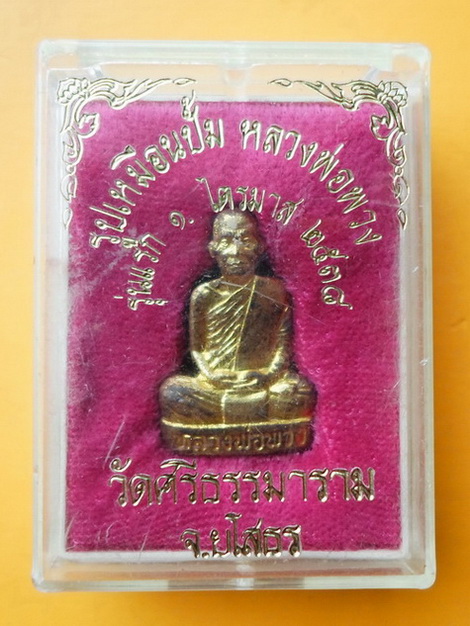 รูปเหมือนปั๊ม หลวงพ่อพวง
รุ่นแรก ๑. ไตรมาส ๒๕๓๘
หลวงพ่อพวง
วัดศรีธรรมาราม
จ.ยโสธร